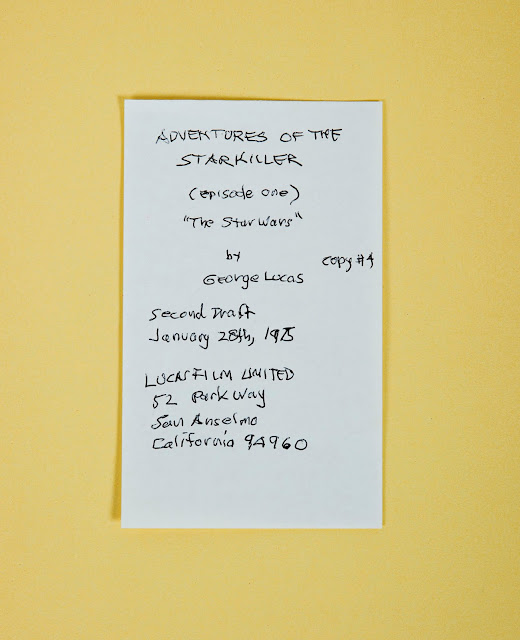 ADVENTURES OF THE
STARKILLER
(episode one)
"The Star Wars"
by
copy #4
George Lucas
Second Draft
January 28th, 1975
LUCASFILM LIMITED
52 Park Way
San Anselmo
California 94960